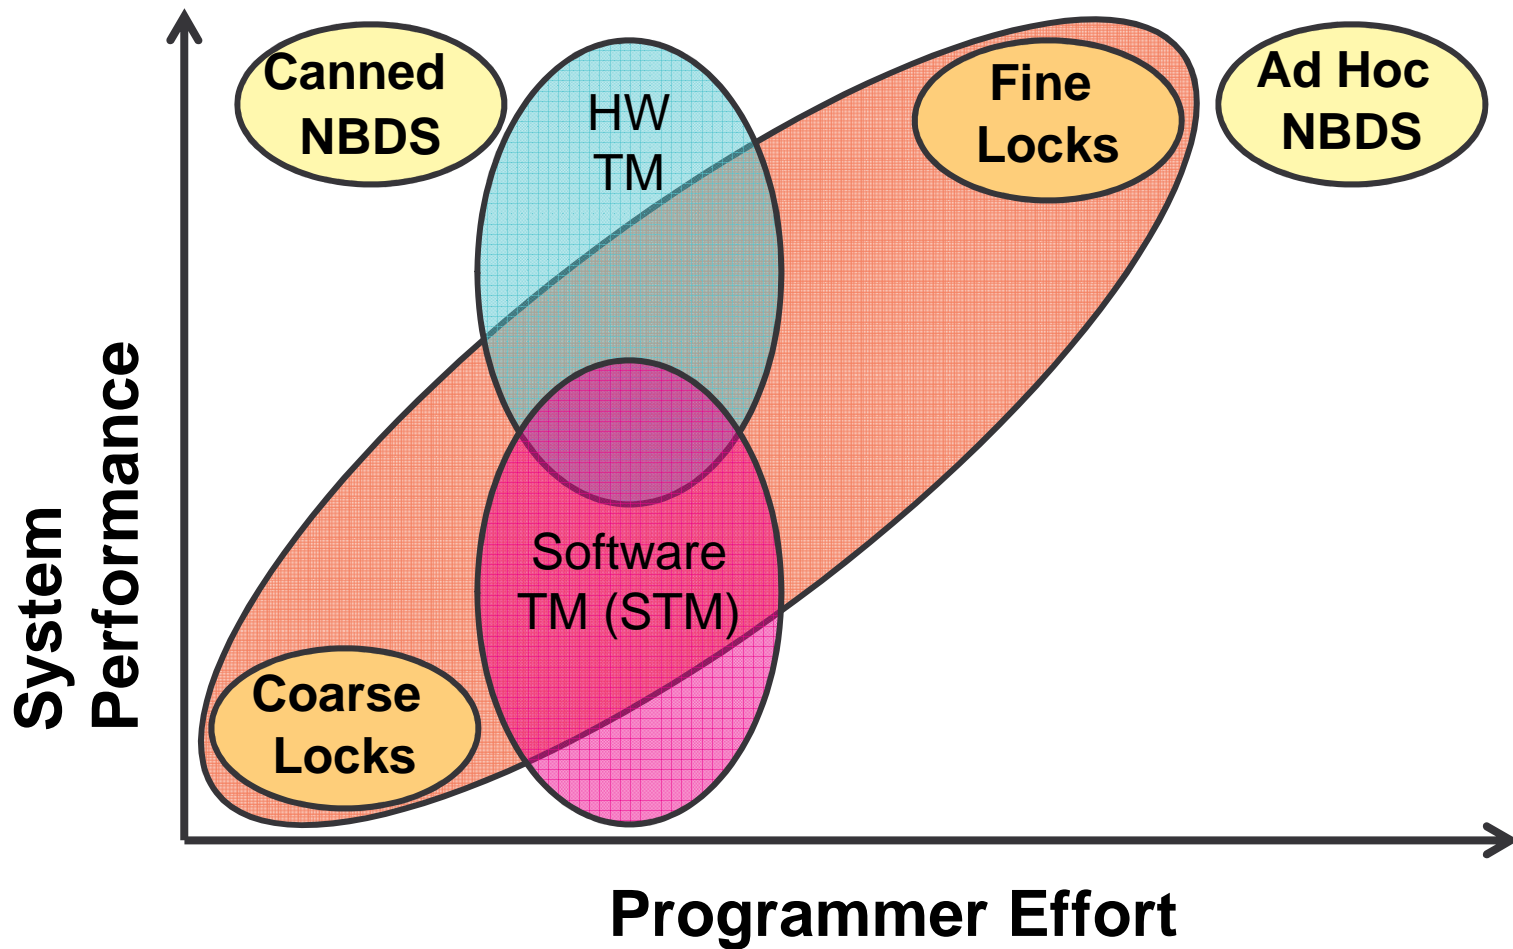 Canned
NBDS
HW
TM
Fine
Locks
Ad Hoc
NBDS
System
Performance
Software
TM (STM)
Coarse
Locks
Programmer Effort